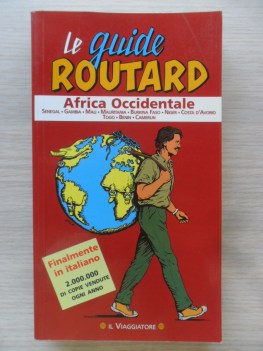 Le guide
ROUTARD
Africa Occidentale
SENEGAL • GAMBIA • MALI • MAURITANIA • BURKINA FASO • NIGER • COSTA D'AVORIO
TOGO • BENIN • CAMERUN
Finalmente
in italiano
2.000.000
DI COPIE VENDUTE
OGNI ANNO
IL VIAGGIATORE